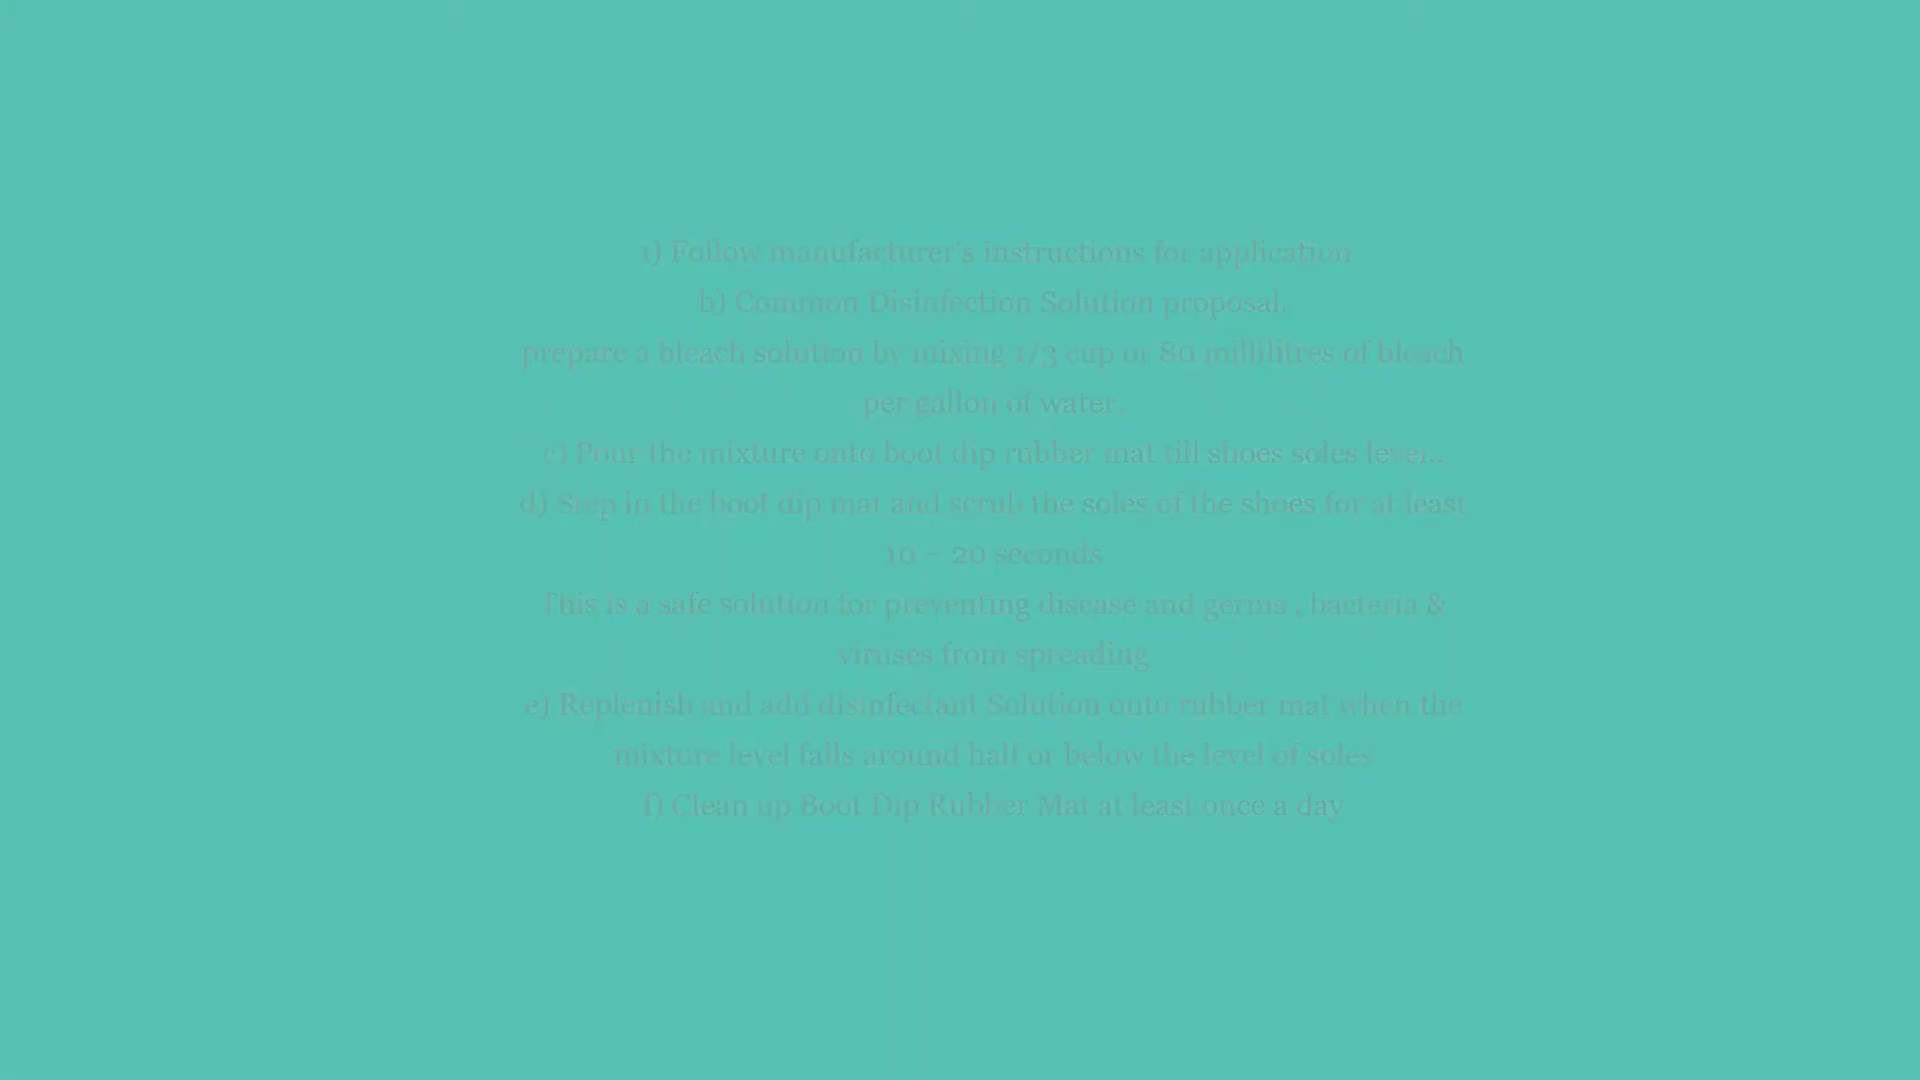 1) Follow manufacturer's instructions for application
b) Common Disinfection Solution proposal.
prepare a bleach solution by mixing 1/3 cup or 80 millilitres of bleach
per gallon of water.
c) Pour the mixture onto boot dip rubber mat till shoes soles level..
d) Step in the boot dip mat and scrub the soles of the shoes for at least
10 - 20 seconds
This is a safe solution for preventing disease and germs , bacteria &
viruses from spreading
e) Replenish and add disinfectant Solution onto rubber mat when the
mixture level falls around half or below the level of soles
f) Clean up Boot Dip Rubber Mat at least once a day